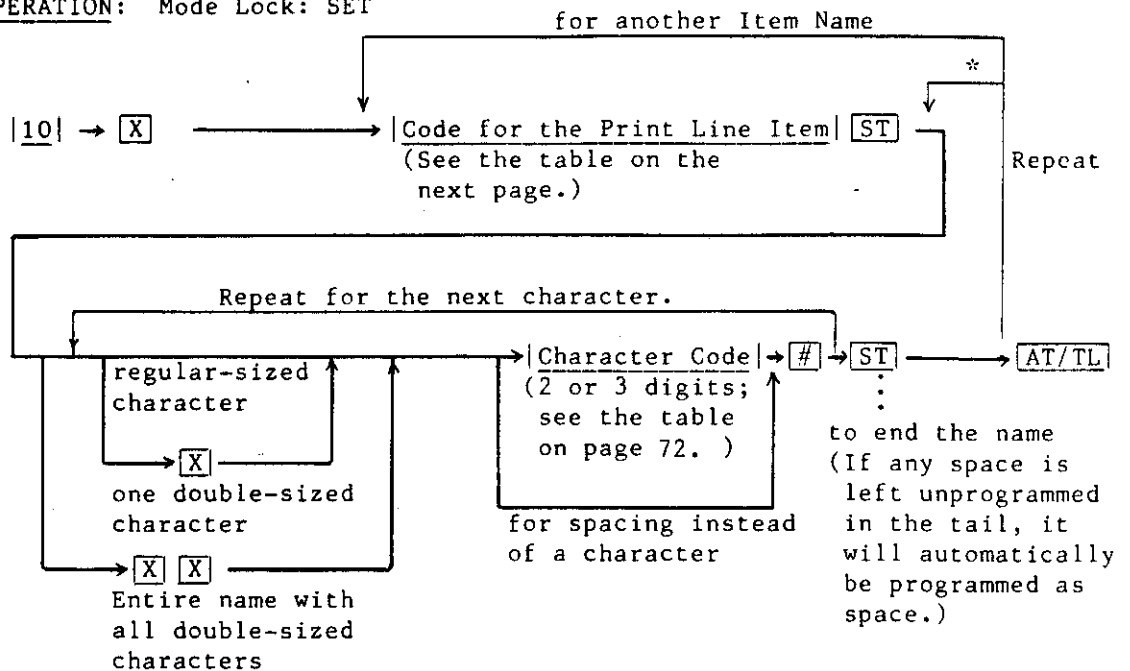 PERATION: Mode Lock: SET
for another Item Name
*
|10| → [X] → |Code for the Print Line Item| [ST]
(See the table on the
next page.)
Repeat
Repeat for the next character.
regular-sized
character
→ [X]
one double-sized
character
→ [X] [X]
Entire name with
all double-sized
characters
|Character Code| → [#] → [ST] → [AT/TL]
(2 or 3 digits;
see the table
on page 72. )
for spacing instead
of a character
to end the name
(If any space is
left unprogrammed
in the tail, it
will automatically
be programmed as
space.)